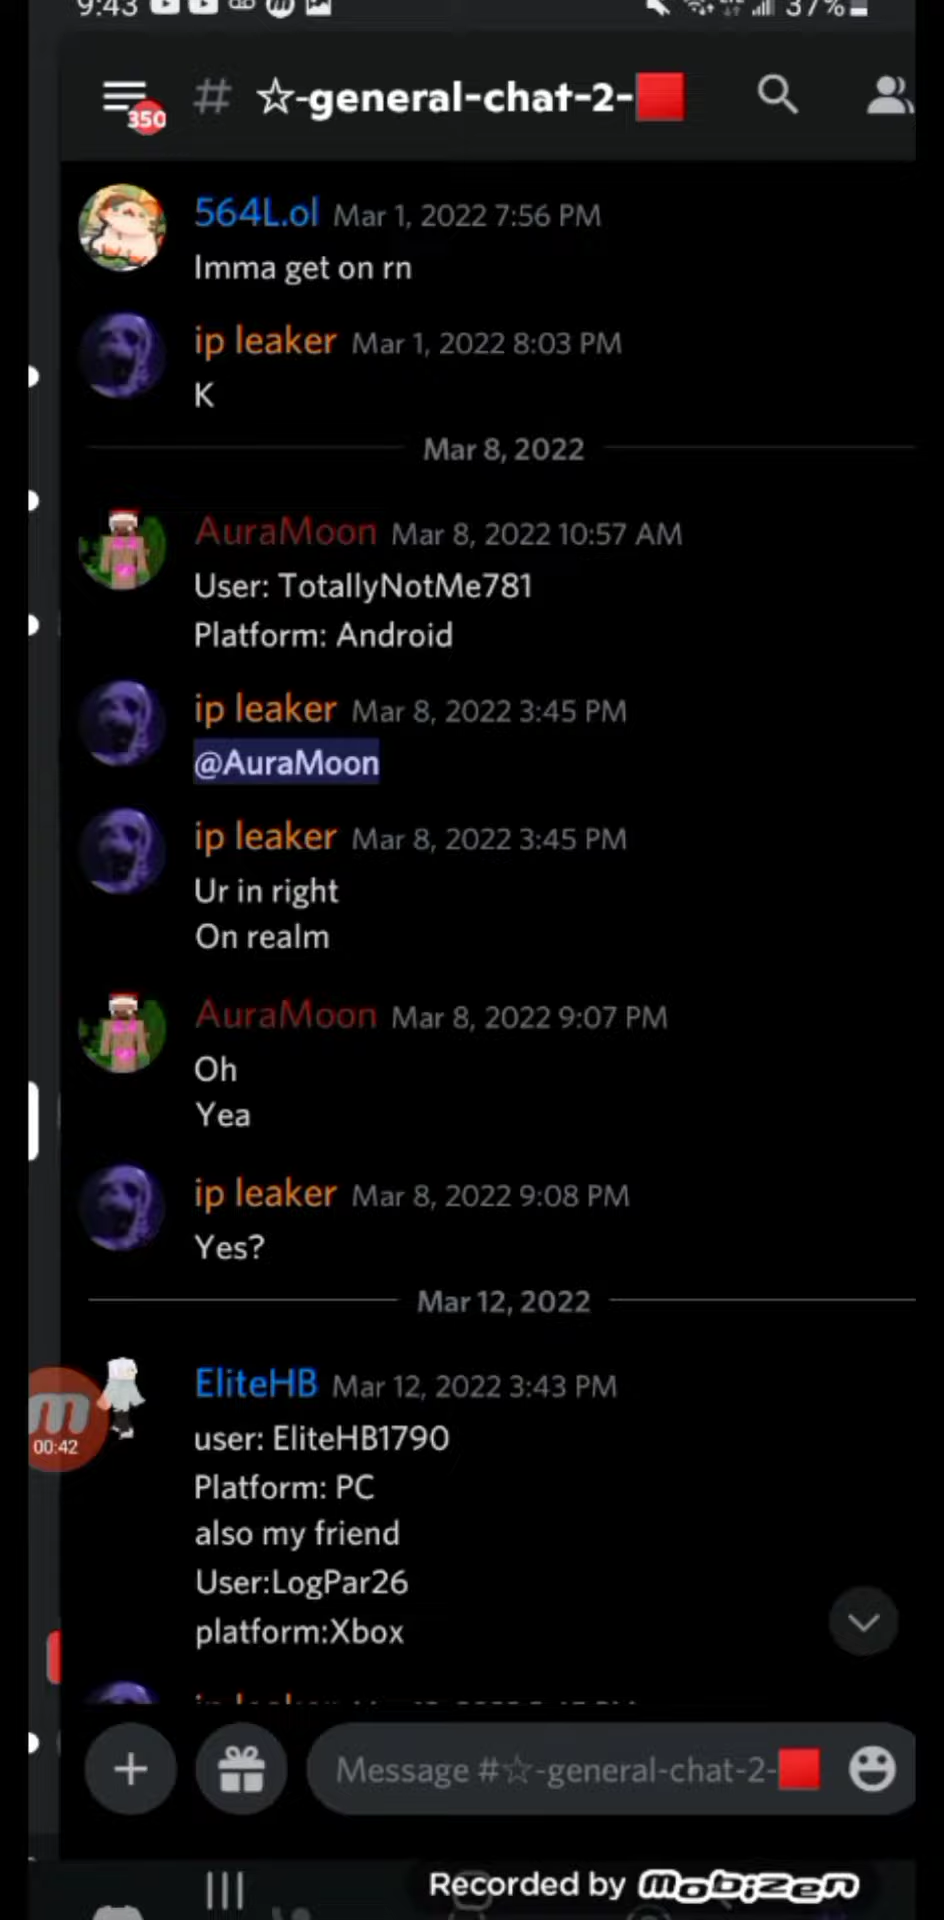 9:43 37%
350 # ☆-general-chat-2-🟥
564L.ol Mar 1, 2022 7:56 PM
Imma get on rn
ip leaker Mar 1, 2022 8:03 PM
K
Mar 8, 2022
AuraMoon Mar 8, 2022 10:57 AM
User: TotallyNotMe781
Platform: Android
ip leaker Mar 8, 2022 3:45 PM
@AuraMoon
ip leaker Mar 8, 2022 3:45 PM
Ur in right
On realm
AuraMoon Mar 8, 2022 9:07 PM
Oh
Yea
ip leaker Mar 8, 2022 9:08 PM
Yes?
Mar 12, 2022
EliteHB Mar 12, 2022 3:43 PM
user: EliteHB1790
Platform: PC
also my friend
User:LogPar26
platform:Xbox
m
00:42
Message #☆-general-chat-2-🟥
Recorded by mobizen